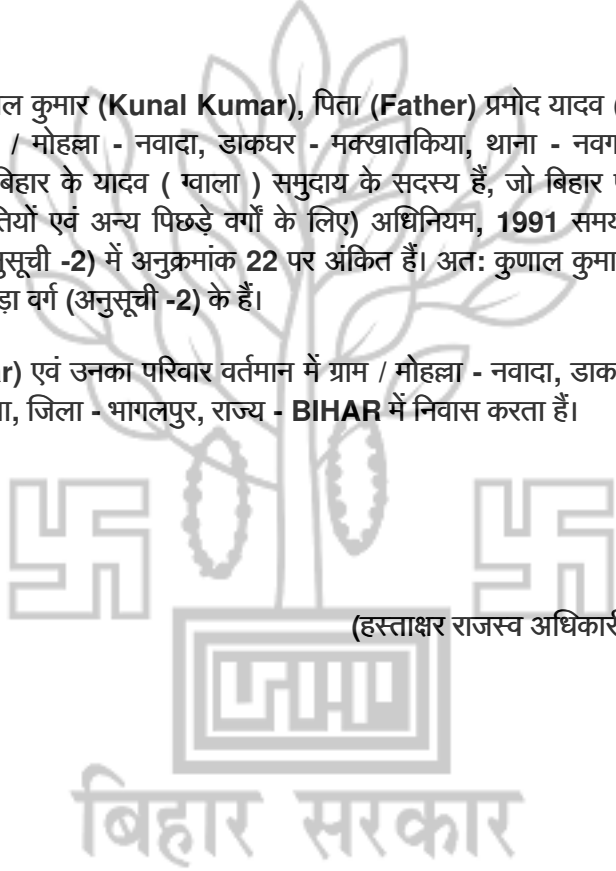 ल कुमार (Kunal Kumar), पिता (Father) प्रमोद यादव (
/ मोहल्ला - नवादा, डाकघर - मक्खातकिया, थाना - नवग
बिहार के यादव ( ग्वाला ) समुदाय के सदस्य हैं, जो बिहार प
तियों एवं अन्य पिछड़े वर्गों के लिए) अधिनियम, 1991 समय
नुसूची -2) में अनुक्रमांक 22 पर अंकित हैं। अत: कुणाल कुमा
ड़ा वर्ग (अनुसूची -2) के हैं।
ar) एवं उनका परिवार वर्तमान में ग्राम / मोहल्ला - नवादा, डाक
ा, जिला - भागलपुर, राज्य - BIHAR में निवास करता हैं।
(हस्ताक्षर राजस्व अधिकारी
बिहार सरकार